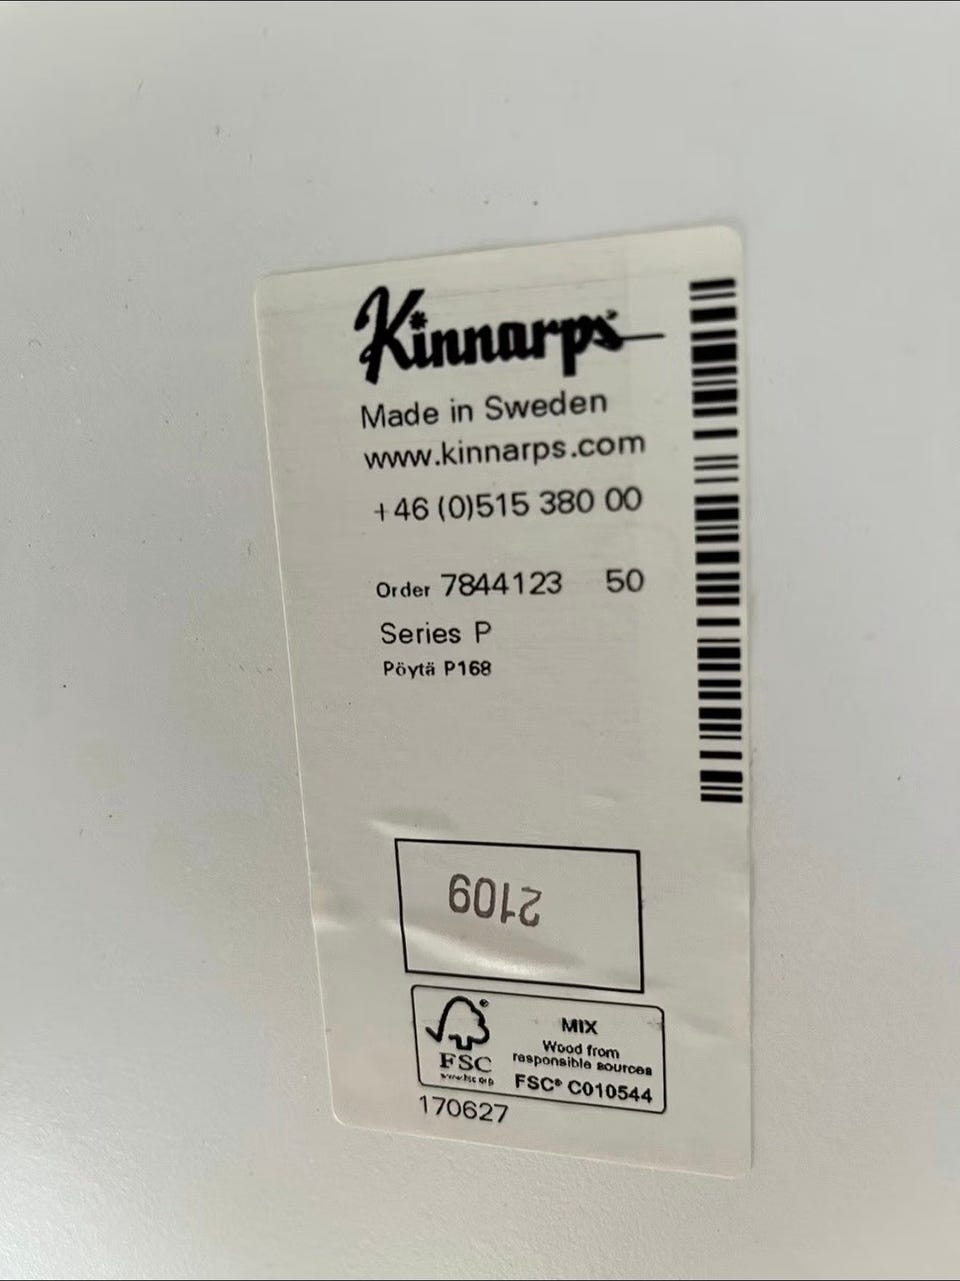 Kinnarps
Made in Sweden
www.kinnarps.com
+46 (0)515 380 00
Order 7844123 50
Series P
Pöytä P168
2109
FSC
www.fsc.org
MIX
Wood from
responsible sources
FSC® C010544
170627